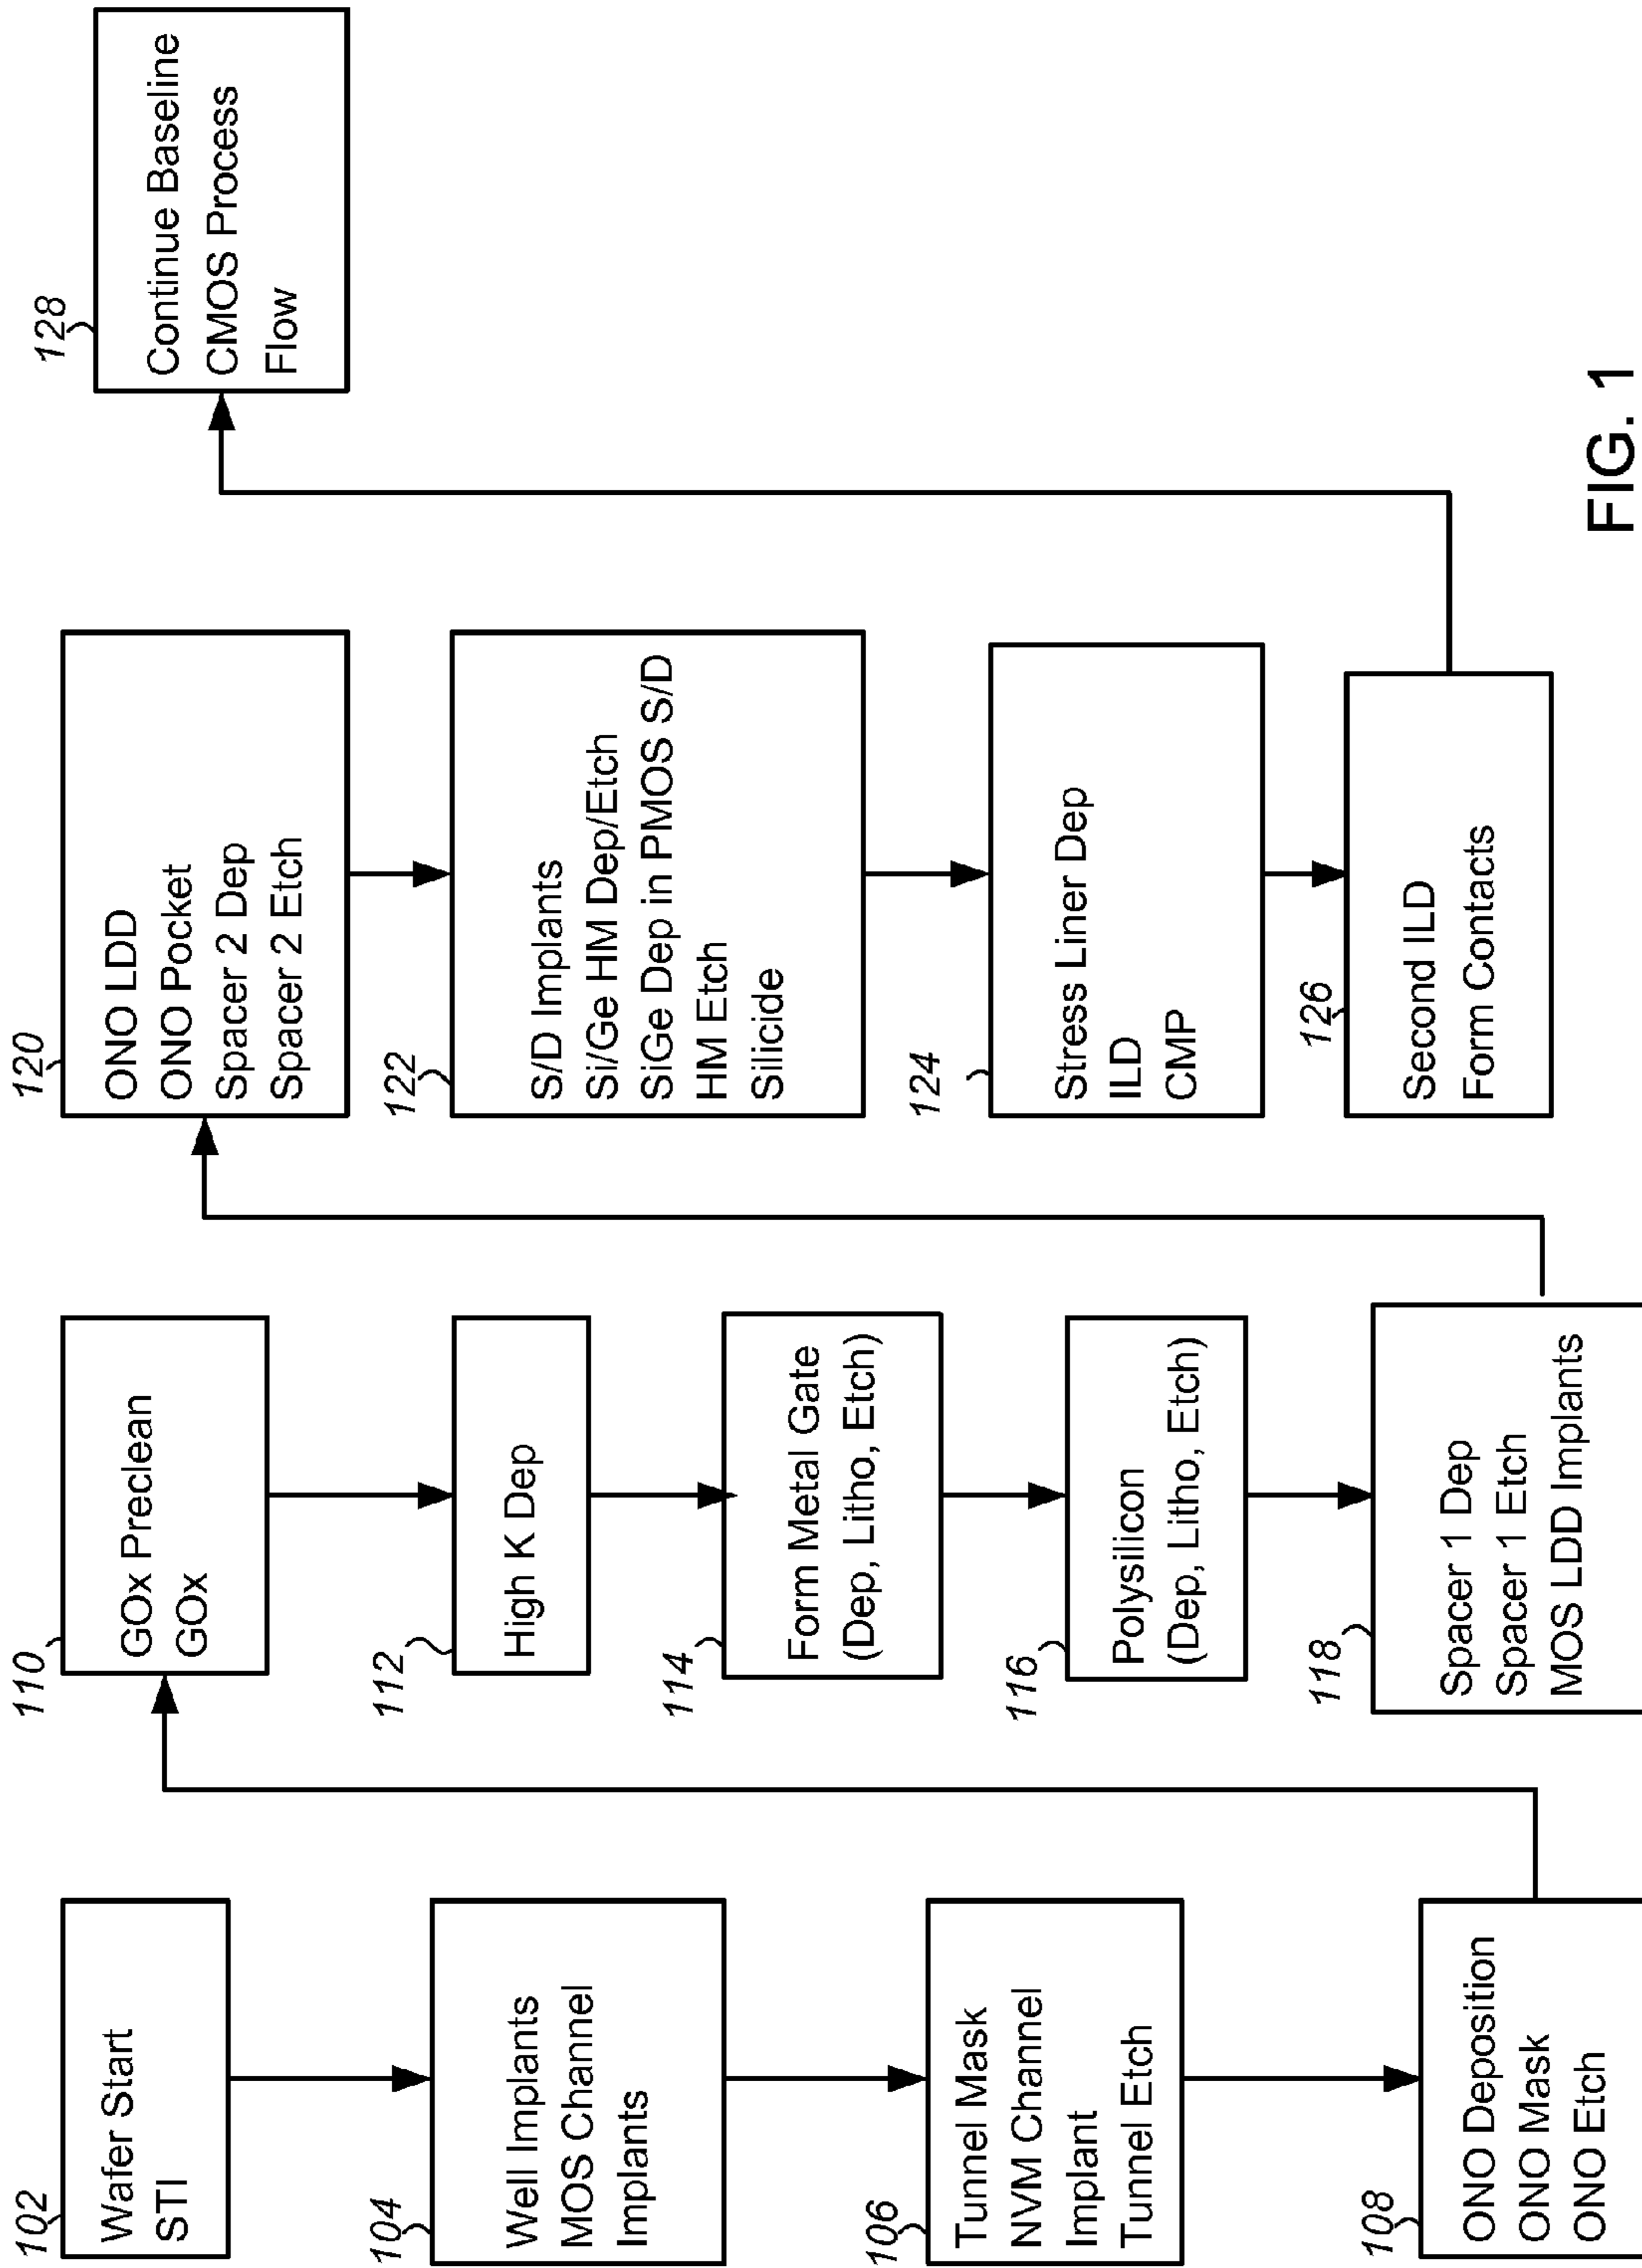 102
Wafer Start
STI
104
Well Implants
MOS Channel
Implants
106
Tunnel Mask
NVM Channel
Implant
Tunnel Etch
108
ONO Deposition
ONO Mask
ONO Etch
110
GOx Preclean
GOx
112
High K Dep
114
Form Metal Gate
(Dep, Litho, Etch)
116
Polysilicon
(Dep, Litho, Etch)
118
Spacer 1 Dep
Spacer 1 Etch
MOS LDD Implants
120
ONO LDD
ONO Pocket
Spacer 2 Dep
Spacer 2 Etch
122
S/D Implants
Si/Ge HM Dep/Etch
SiGe Dep in PMOS S/D
HM Etch
Silicide
124
Stress Liner Dep
ILD
CMP
126
Second ILD
Form Contacts
128
Continue Baseline
CMOS Process
Flow
FIG. 1